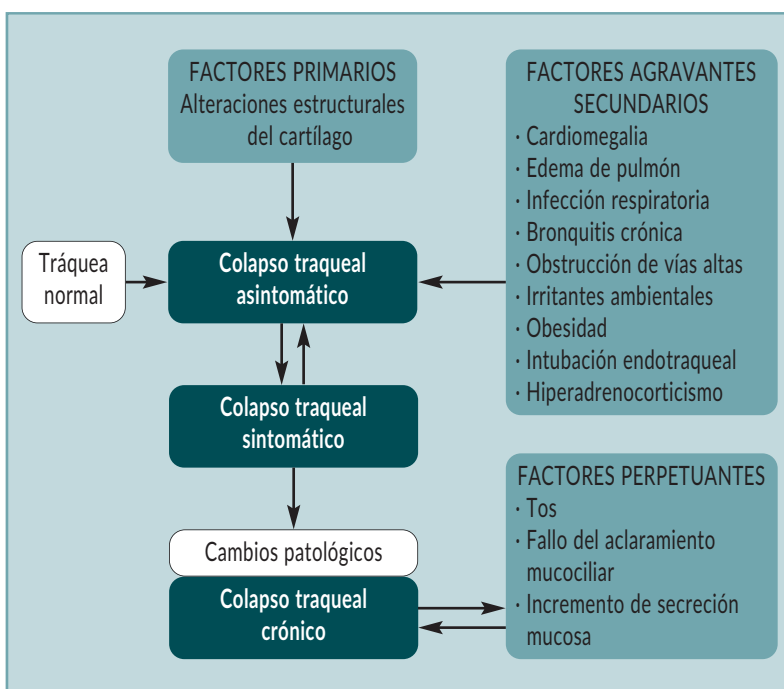 FACTORES PRIMARIOS
Alteraciones estructurales
del cartílago
FACTORES AGRAVANTES
SECUNDARIOS
· Cardiomegalia
· Edema de pulmón
· Infección respiratoria
· Bronquitis crónica
· Obstrucción de vías altas
· Irritantes ambientales
· Obesidad
· Intubación endotraqueal
· Hiperadrenocorticismo
Tráquea
normal
Colapso traqueal
asintomático
Colapso traqueal
sintomático
Cambios patológicos
Colapso traqueal
crónico
FACTORES PERPETUANTES
· Tos
· Fallo del aclaramiento
mucociliar
· Incremento de secreción
mucosa